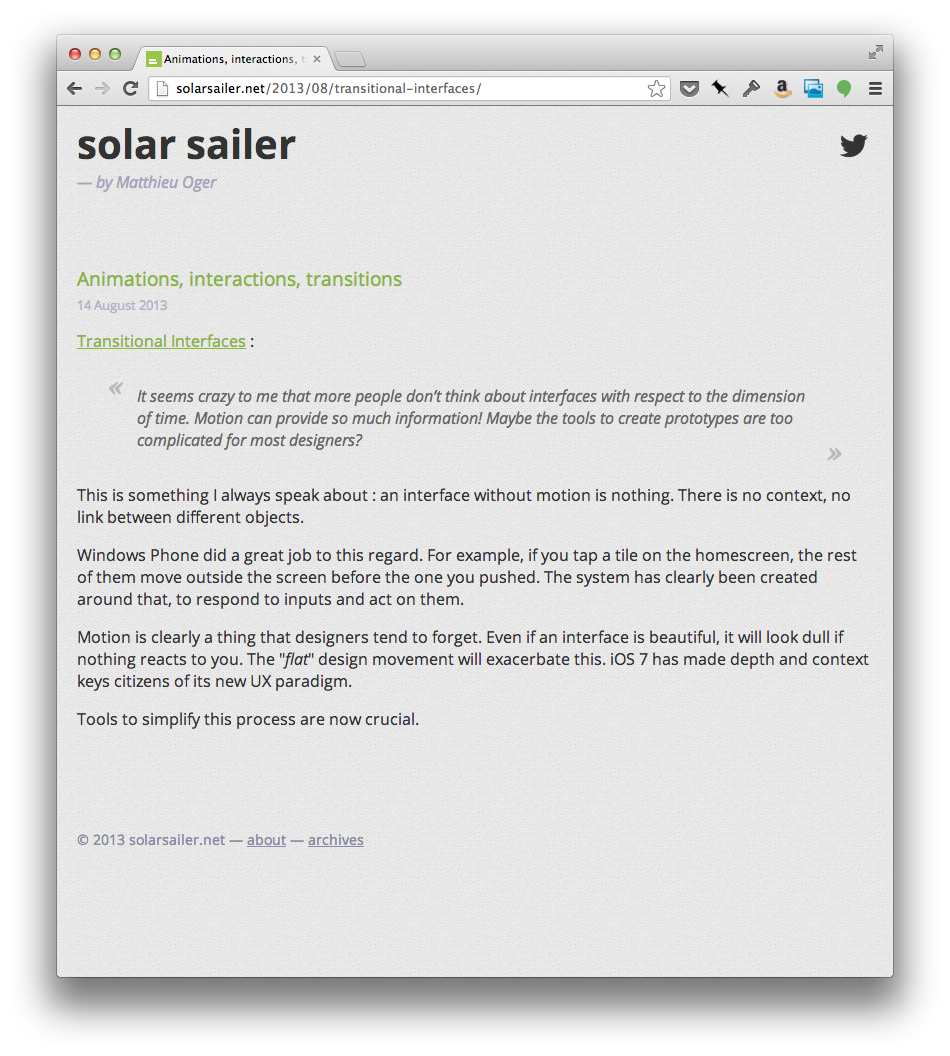 Animations, interactions, t
solarsailer.net/2013/08/transitional-interfaces/
solar sailer
— by Matthieu Oger
Animations, interactions, transitions
14 August 2013
Transitional Interfaces :
«
It seems crazy to me that more people don’t think about interfaces with respect to the dimension
of time. Motion can provide so much information! Maybe the tools to create prototypes are too
complicated for most designers?
»
This is something I always speak about : an interface without motion is nothing. There is no context, no
link between different objects.
Windows Phone did a great job to this regard. For example, if you tap a tile on the homescreen, the rest
of them move outside the screen before the one you pushed. The system has clearly been created
around that, to respond to inputs and act on them.
Motion is clearly a thing that designers tend to forget. Even if an interface is beautiful, it will look dull if
nothing reacts to you. The "flat" design movement will exacerbate this. iOS 7 has made depth and context
keys citizens of its new UX paradigm.
Tools to simplify this process are now crucial.
© 2013 solarsailer.net — about — archives